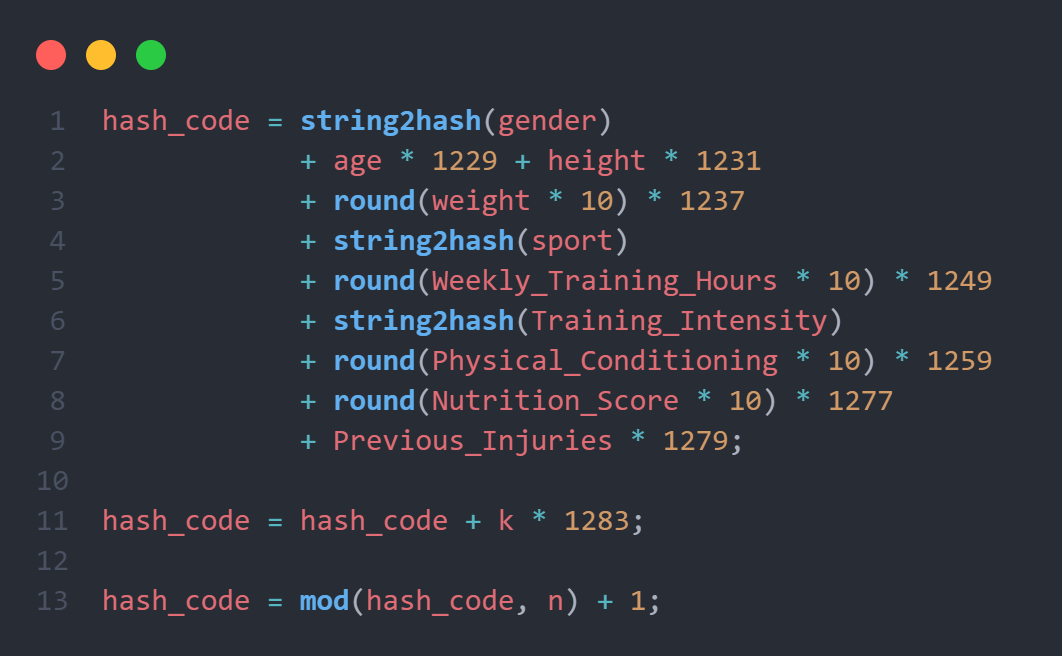 1 hash_code = string2hash(gender)
2 + age * 1229 + height * 1231
3 + round(weight * 10) * 1237
4 + string2hash(sport)
5 + round(Weekly_Training_Hours * 10) * 1249
6 + string2hash(Training_Intensity)
7 + round(Physical_Conditioning * 10) * 1259
8 + round(Nutrition_Score * 10) * 1277
9 + Previous_Injuries * 1279;
10
11 hash_code = hash_code + k * 1283;
12
13 hash_code = mod(hash_code, n) + 1;